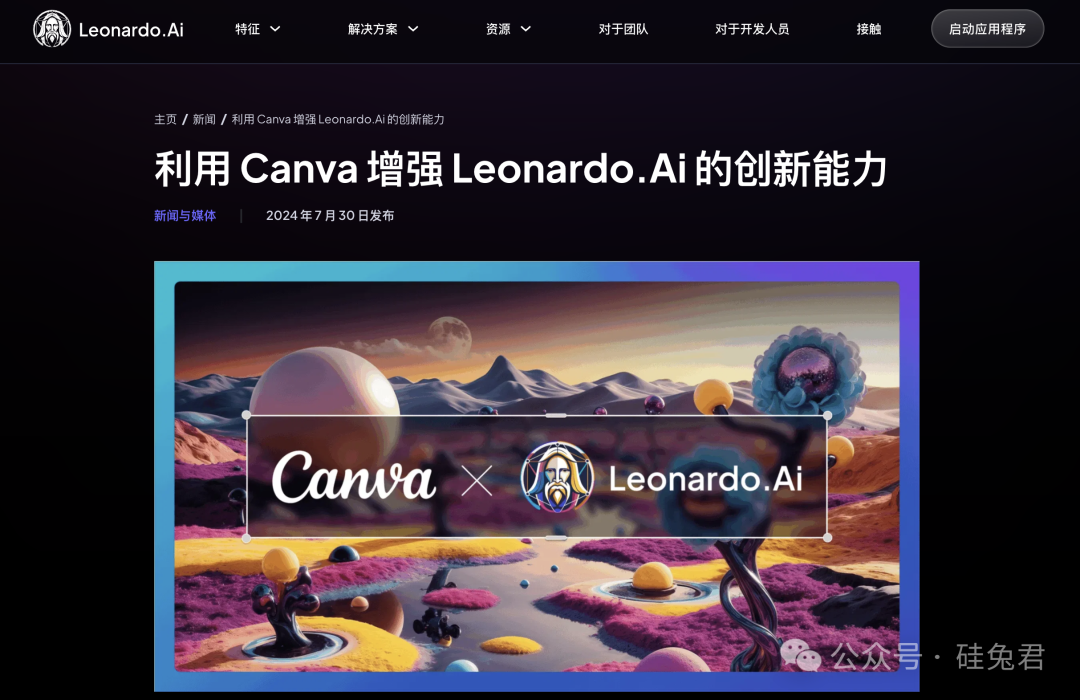 Leonardo.Ai 特征 解决方案 资源 对于团队 对于开发人员 接触 启动应用程序
主页 / 新闻 / 利用 Canva 增强 Leonardo.Ai 的创新能力
利用 Canva 增强 Leonardo.Ai 的创新能力
新闻与媒体 | 2024 年 7 月 30 日发布
Canva × Leonardo.Ai
公众号 · 硅兔君